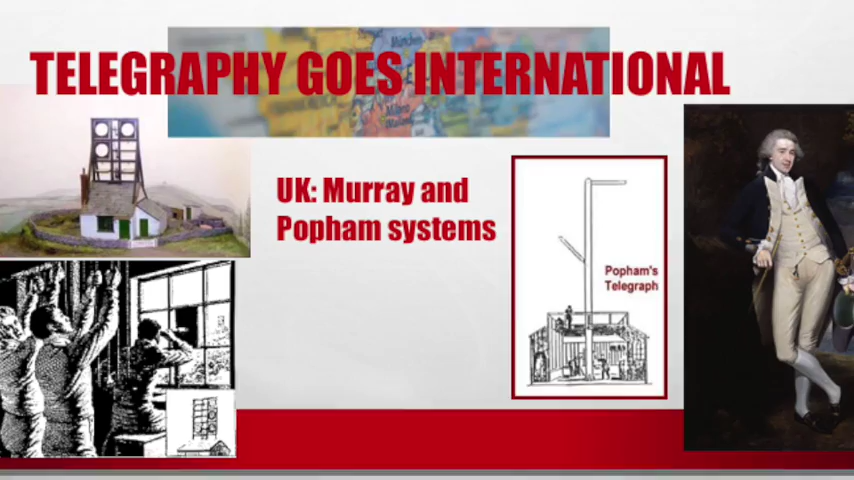 TELEGRAPHY GOES INTERNATIONAL
UK: Murray and
Popham systems
Popham's
Telegraph